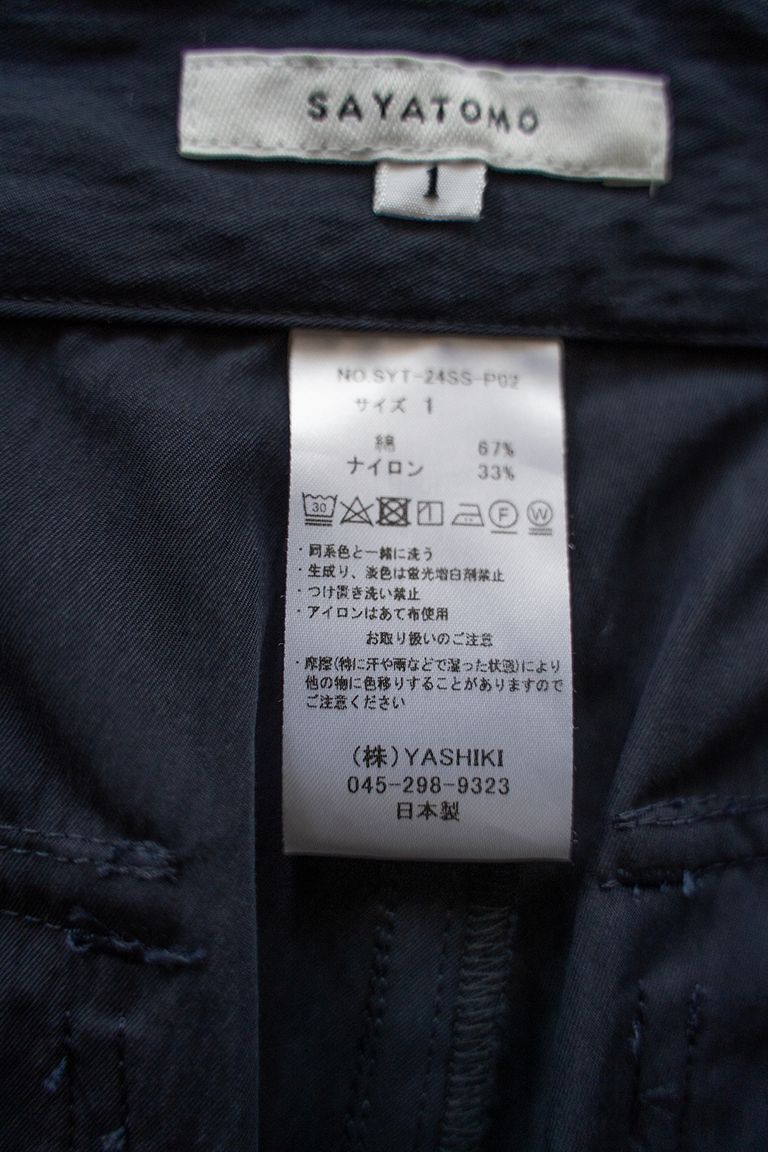 SAYATOMO
1
NO.SYT-24SS-P02
サイズ 1
綿 67%
ナイロン 33%
30 F W
・同系色と一緒に洗う
・生成り、淡色は蛍光増白剤禁止
・つけ置き洗い禁止
・アイロンはあて布使用
お取り扱いのご注意
・摩擦(特に汗や雨などで湿った状態)により
他の物に色移りすることがありますので
ご注意ください
(株)YASHIKI
045-298-9323
日本製